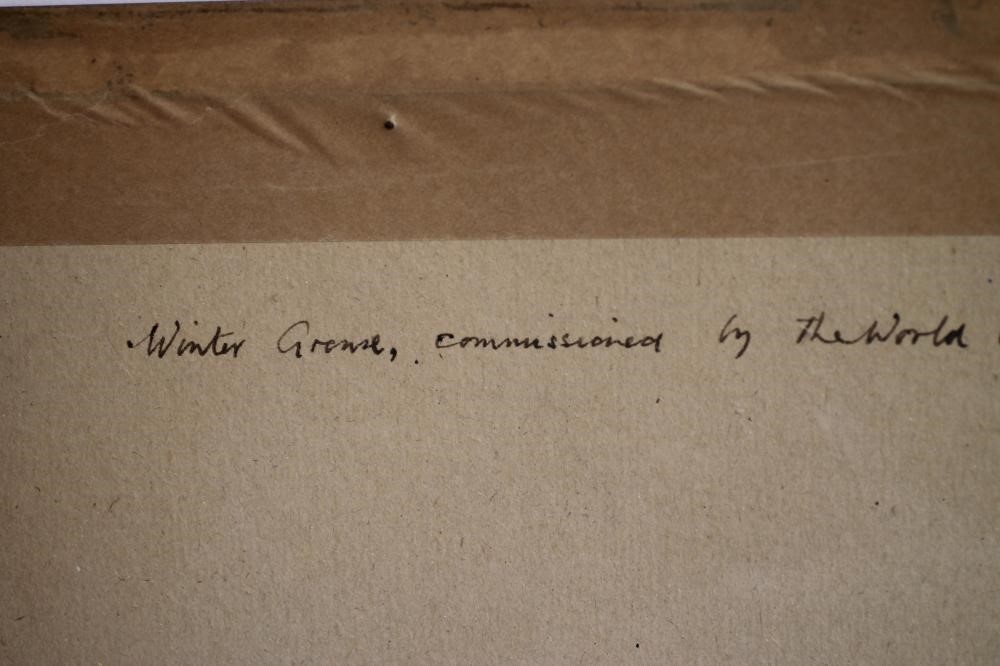 Winter Grouse, commissioned by the World